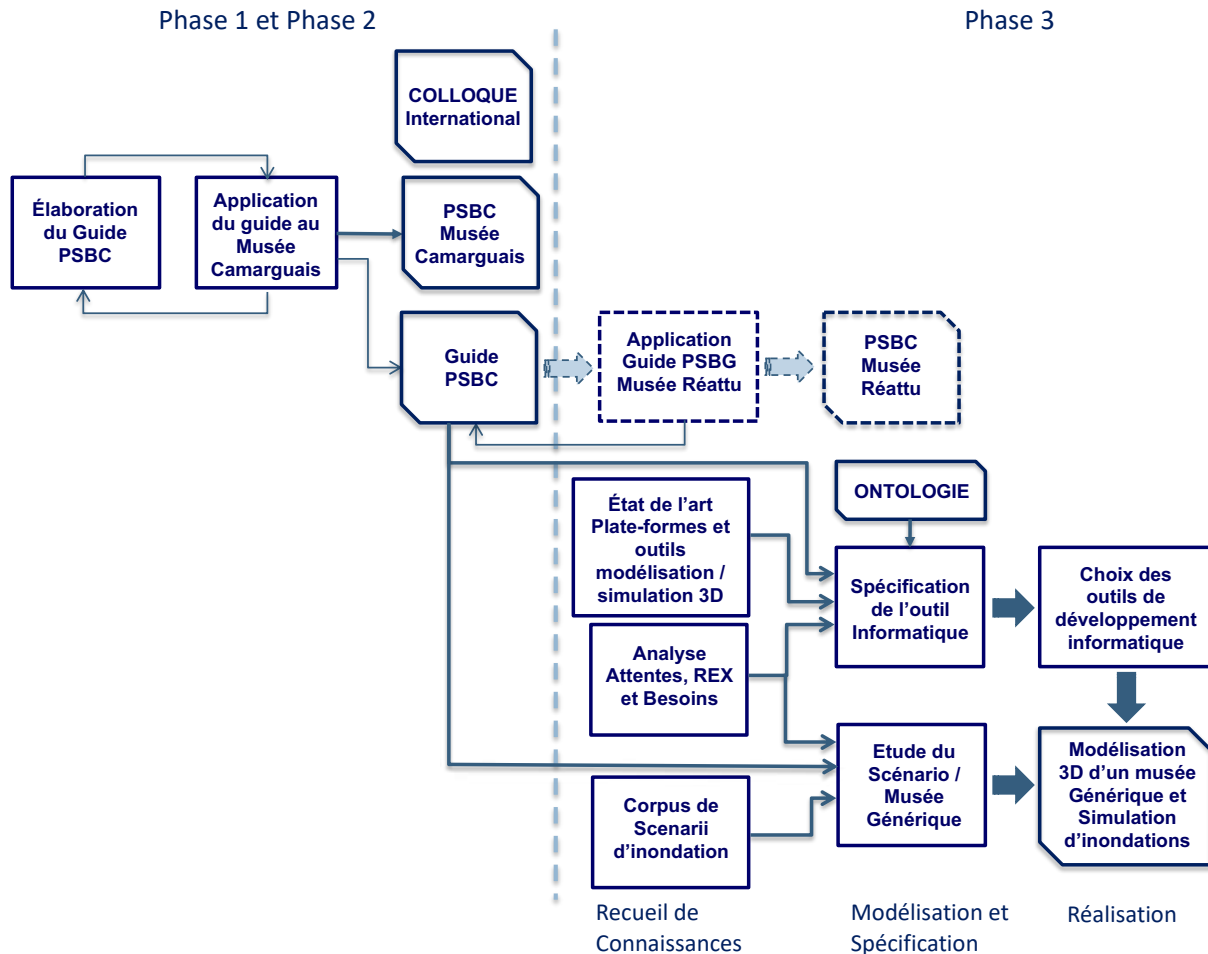 Phase 1 et Phase 2
Phase 3
COLLOQUE
International
Élaboration
du Guide
PSBC
Application
du guide au
Musée
Camarguais
PSBC
Musée
Camarguais
Guide
PSBC
Application
Guide PSBG
Musée Réattu
PSBC
Musée
Réattu
ONTOLOGIE
État de l’art
Plate-formes et
outils
modélisation /
simulation 3D
Spécification
de l’outil
Informatique
Choix des
outils de
développement
informatique
Analyse
Attentes, REX
et Besoins
Etude du
Scénario /
Musée
Générique
Modélisation
3D d’un musée
Générique et
Simulation
d’inondations
Corpus de
Scenarii
d’inondation
Recueil de
Connaissances
Modélisation et
Spécification
Réalisation